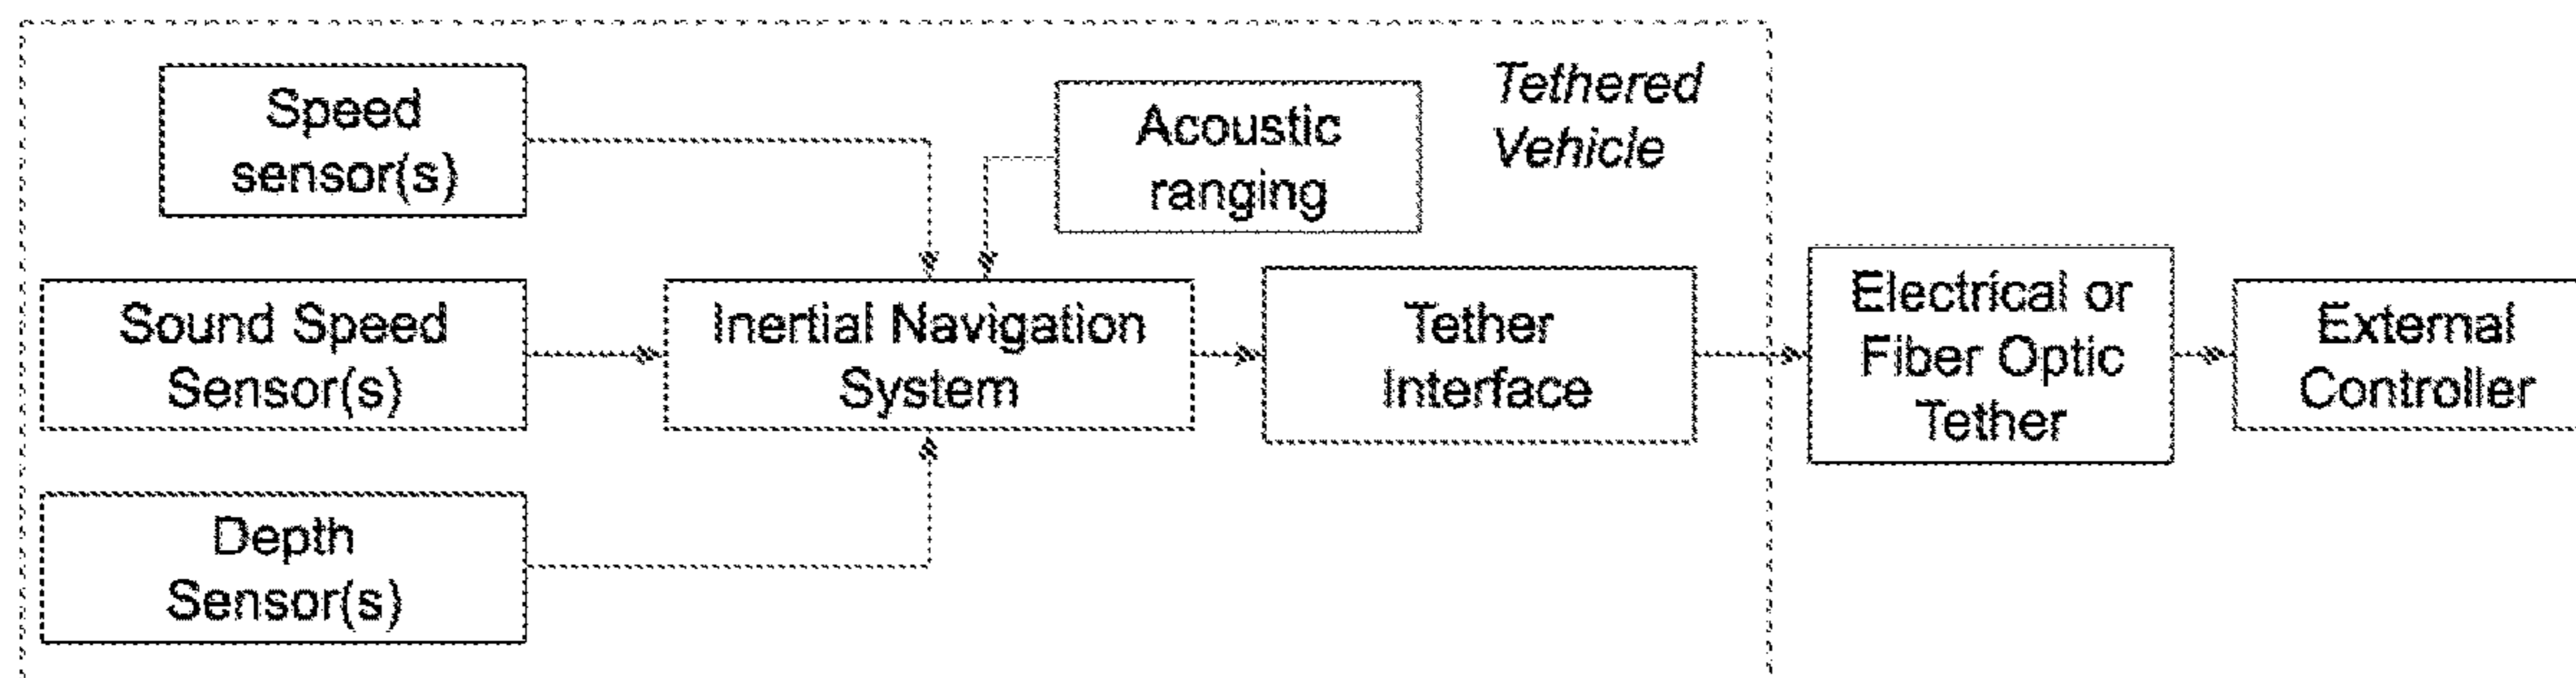 Speed
sensor(s)
Acoustic
ranging
Tethered
Vehicle
Sound Speed
Sensor(s)
Inertial Navigation
System
Tether
Interface
Electrical or
Fiber Optic
Tether
External
Controller
Depth
Sensor(s)